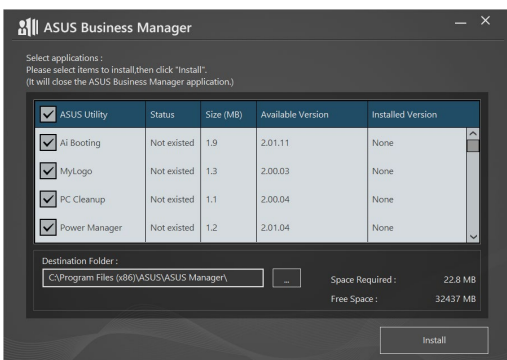 ASUS Business Manager
Select applications :
Please select items to install,then click "Install".
(It will close the ASUS Business Manager application.)
ASUS Utility Status Size (MB) Available Version Installed Version
Ai Booting Not existed 1.9 2.01.11 None
MyLogo Not existed 1.3 2.00.03 None
PC Cleanup Not existed 1.1 2.00.04 None
Power Manager Not existed 1.2 2.01.04 None
Destination Folder :
C:\Program Files (x86)\ASUS\ASUS Manager\ ... Space Required : 22.8 MB
Free Space : 32437 MB
Install